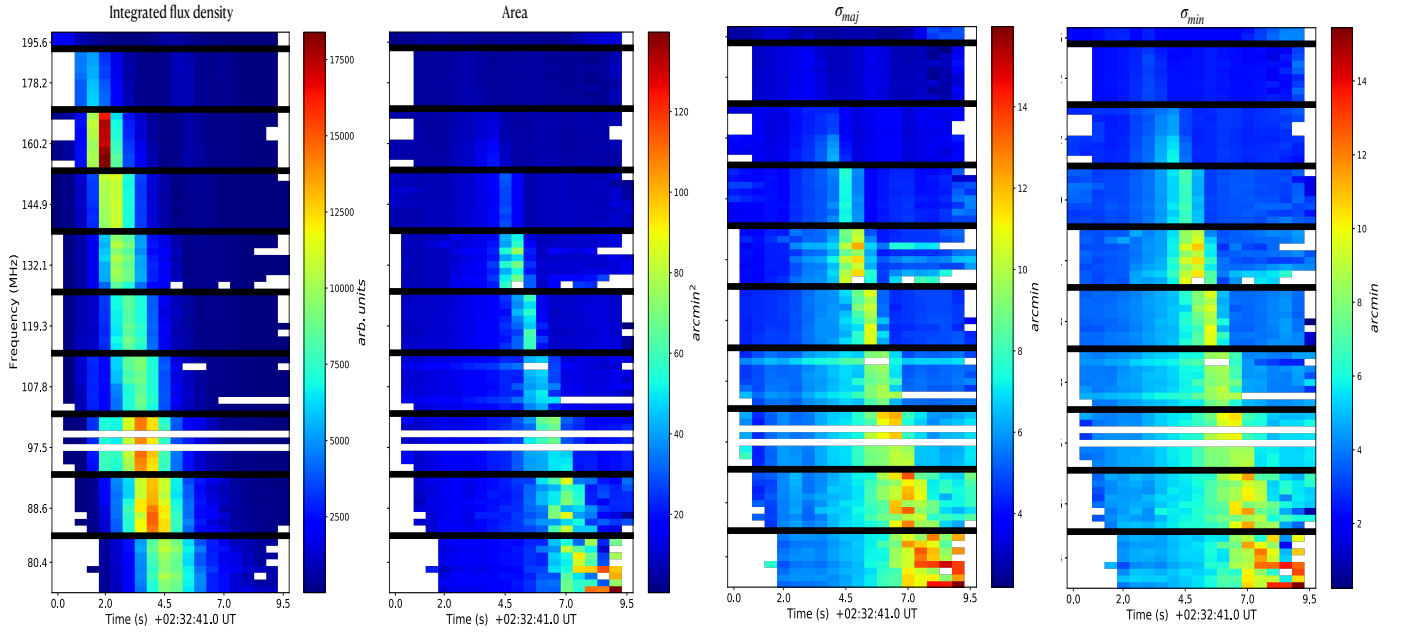 Integrated flux density
Area
σmaj
σmin
Frequency (MHz)
195.6
178.2
160.2
144.9
132.1
119.3
107.8
97.5
88.6
80.4
0.0 2.0 4.5 7.0 9.5
Time (s) +02:32:41.0 UT
17500
15000
12500
10000
7500
5000
2500
arb. units
0.0 2.0 4.5 7.0 9.5
Time (s) +02:32:41.0 UT
120
100
80
60
40
20
arcmin²
0.0 2.0 4.5 7.0 9.5
Time (s) +02:32:41.0 UT
14
12
10
8
6
4
arcmin
0.0 2.0 4.5 7.0 9.5
Time (s) +02:32:41.0 UT
14
12
10
8
6
4
2
arcmin